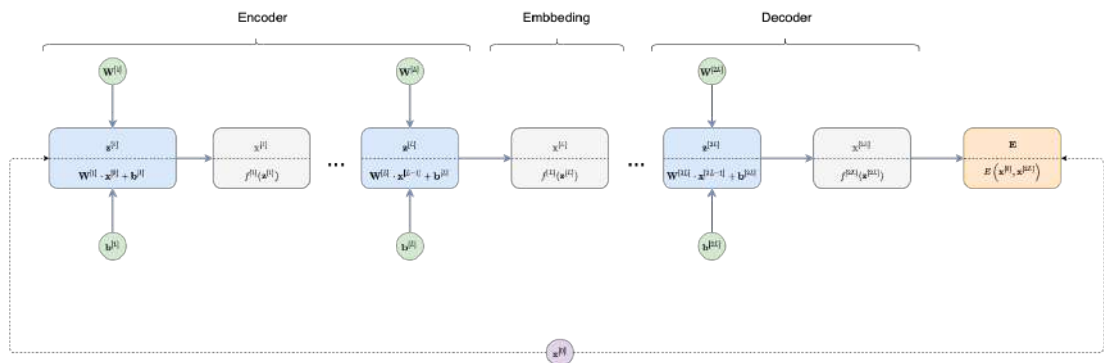 Encoder
Embbeding
Decoder
W^[1]
W^[L]
W^[2L]
z^[1]
x^[1]
z^[L]
x^[L]
z^[2L]
x^[2L]
E
W^[1] · x^[0] + b^[1]
f^[1](z^[1])
...
W^[L] · x^[L−1] + b^[L]
f^[L](z^[L])
...
W^[2L] · x^[2L−1] + b^[2L]
f^[2L](z^[2L])
E(x^[0], x^[2L])
b^[1]
b^[L]
b^[2L]
x^[0]